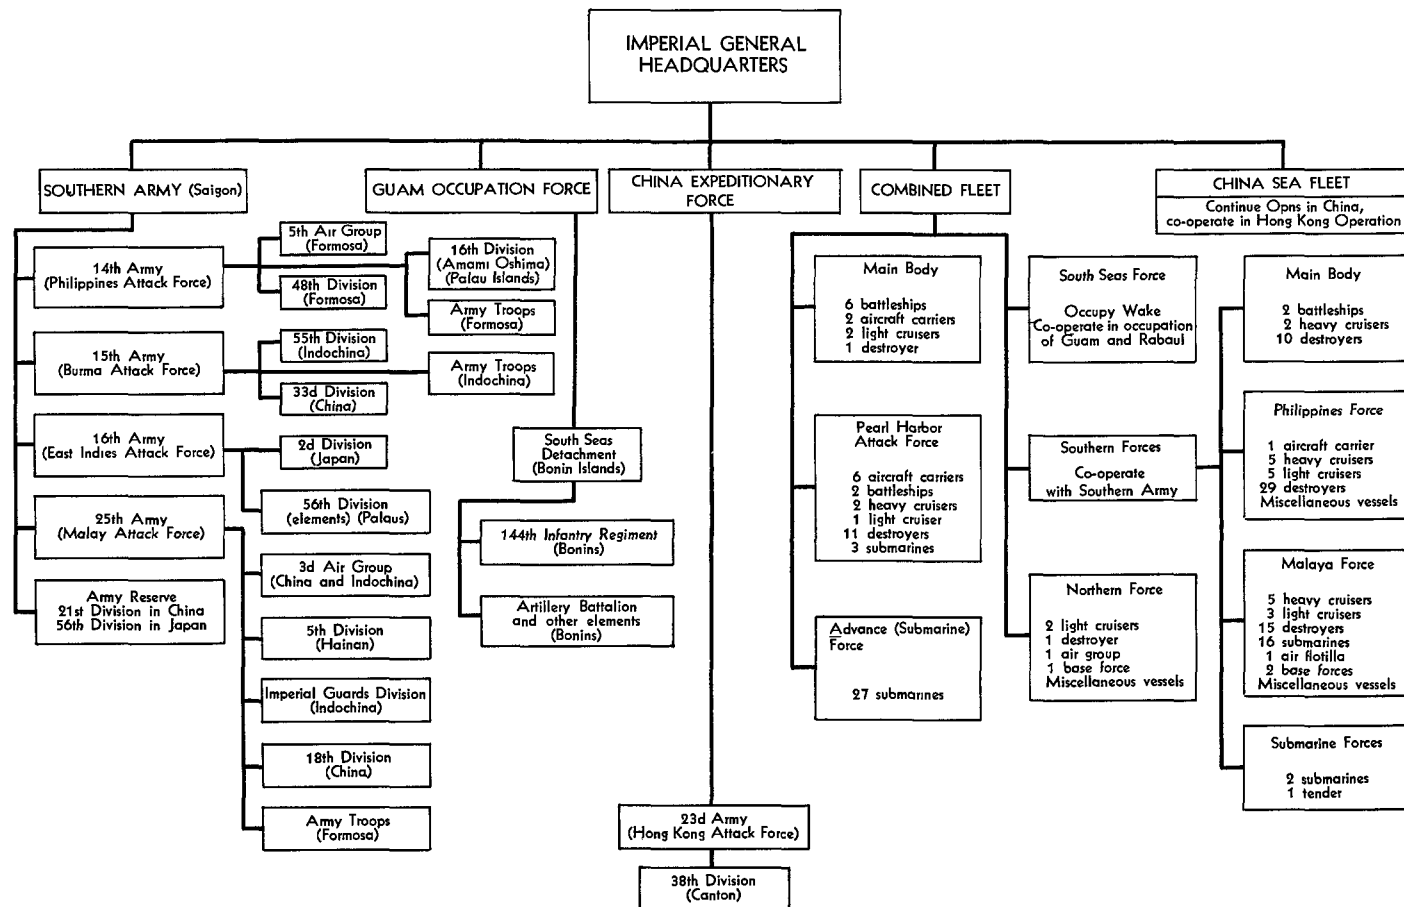 IMPERIAL GENERAL
HEADQUARTERS
SOUTHERN ARMY (Saigon)
GUAM OCCUPATION FORCE
CHINA EXPEDITIONARY
FORCE
COMBINED FLEET
CHINA SEA FLEET
Continue Opns in China,
co-operate in Hong Kong Operation
14th Army
(Philippines Attack Force)
5th Air Group
(Formosa)
48th Division
(Formosa)
16th Division
(Amami Oshima)
(Palau Islands)
Army Troops
(Formosa)
15th Army
(Burma Attack Force)
55th Division
(Indochina)
33d Division
(China)
Army Troops
(Indochina)
16th Army
(East Indies Attack Force)
2d Division
(Japan)
56th Division
(elements) (Palaus)
25th Army
(Malay Attack Force)
3d Air Group
(China and Indochina)
5th Division
(Hainan)
Imperial Guards Division
(Indochina)
18th Division
(China)
Army Troops
(Formosa)
Army Reserve
21st Division in China
56th Division in Japan
South Seas
Detachment
(Bonin Islands)
144th Infantry Regiment
(Bonins)
Artillery Battalion
and other elements
(Bonins)
23d Army
(Hong Kong Attack Force)
38th Division
(Canton)
Main Body
6 battleships
2 aircraft carriers
2 light cruisers
1 destroyer
Pearl Harbor
Attack Force
6 aircraft carriers
2 battleships
2 heavy cruisers
1 light cruiser
11 destroyers
3 submarines
Advance (Submarine)
Force
27 submarines
South Seas Force
Occupy Wake
Co-operate in occupation
of Guam and Rabaul
Southern Forces
Co-operate
with Southern Army
Northern Force
2 light cruisers
1 destroyer
1 air group
1 base force
Miscellaneous vessels
Main Body
2 battleships
2 heavy cruisers
10 destroyers
Philippines Force
1 aircraft carrier
5 heavy cruisers
5 light cruisers
29 destroyers
Miscellaneous vessels
Malaya Force
5 heavy cruisers
3 light cruisers
15 destroyers
16 submarines
1 air flotilla
2 base forces
Miscellaneous vessels
Submarine Forces
2 submarines
1 tender